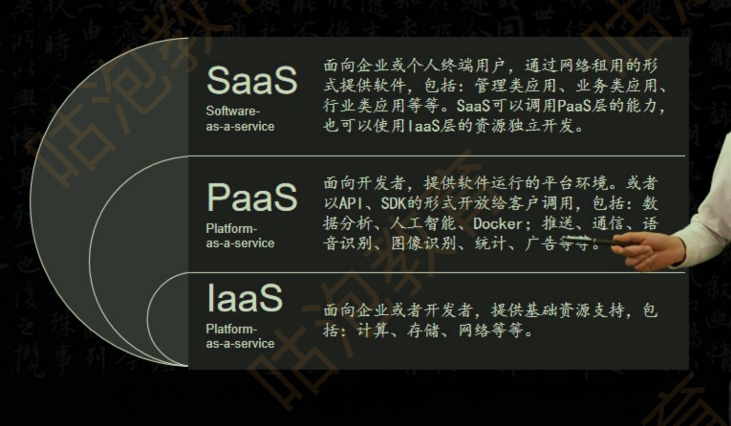 SaaS
Software-
as-a-service
面向企业或个人终端用户，通过网络租用的形
式提供软件，包括：管理类应用、业务类应用、
行业类应用等等。SaaS可以调用PaaS层的能力，
也可以使用IaaS层的资源独立开发。
PaaS
Platform-
as-a-service
面向开发者，提供软件运行的平台环境。或者
以API、SDK的形式开放给客户调用，包括：数
据分析、人工智能、Docker；推送、通信、语
音识别、图像识别、统计、广告等等。
IaaS
Platform-
as-a-service
面向企业或者开发者，提供基础资源支持，包
括：计算、存储、网络等等。
咕泡教育
咕泡教育